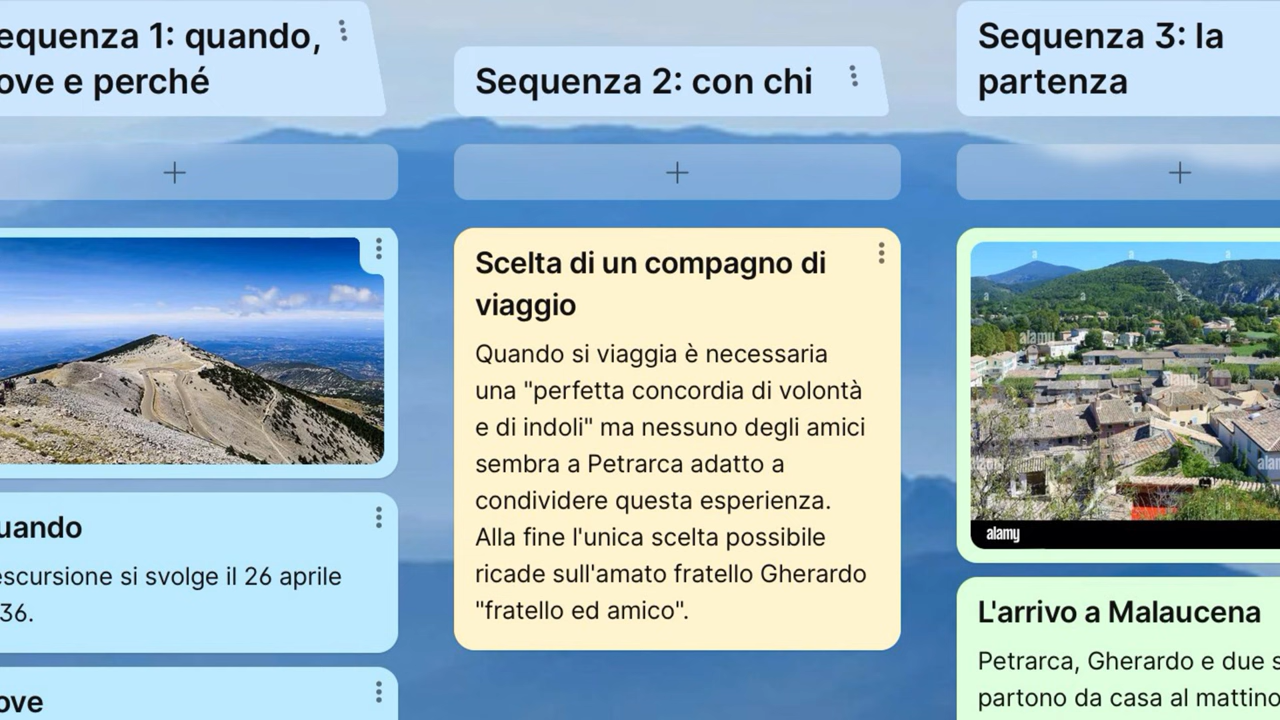 equenza 1: quando,
ove e perché
uando
escursione si svolge il 26 aprile
36.
ove
Sequenza 2: con chi
Scelta di un compagno di
viaggio
Quando si viaggia è necessaria
una "perfetta concordia di volontà
e di indoli" ma nessuno degli amici
sembra a Petrarca adatto a
condividere questa esperienza.
Alla fine l'unica scelta possibile
ricade sull'amato fratello Gherardo
"fratello ed amico".
Sequenza 3: la
partenza
alamy
alamy
alamy
L'arrivo a Malaucena
Petrarca, Gherardo e due s
partono da casa al mattino